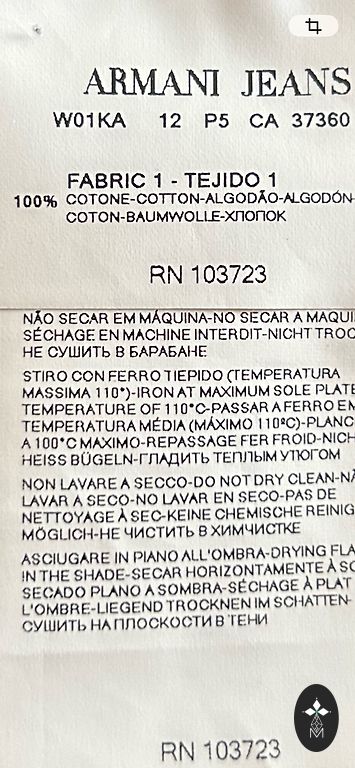 ARMANI JEANS
W01KA 12 P5 CA 37360
FABRIC 1 - TEJIDO 1
100% COTONE-COTTON-ALGODÃO-ALGODÓN-
COTON-BAUMWOLLE-ХЛОПОК
RN 103723
NÃO SECAR EM MÁQUINA-NO SECAR A MAQUI
SÉCHAGE EN MACHINE INTERDIT-NICHT TROC
НЕ СУШИТЬ В БАРАБАНЕ
STIRO CON FERRO TIEPIDO (TEMPERATURA
MASSIMA 110°)-IRON AT MAXIMUM SOLE PLATE
TEMPERATURE OF 110°C-PASSAR A FERRO EM
TEMPERATURA MÉDIA (MÁXIMO 110ºC)-PLANC
A 100°C MAXIMO-REPASSAGE FER FROID-NICH
HEISS BÜGELN-ГЛАДИТЬ ТЕПЛЫМ УТЮГОМ
NON LAVARE A SECCO-DO NOT DRY CLEAN-NÃ
LAVAR A SECO-NO LAVAR EN SECO-PAS DE
NETTOYAGE À SEC-KEINE CHEMISCHE REINIG
MÖGLICH-НЕ ЧИСТИТЬ В ХИМЧИСТКЕ
ASCIUGARE IN PIANO ALL'OMBRA-DRYING FLA
IN THE SHADE-SECAR HORIZONTAMENTE À SO
SECADO PLANO A SOMBRA-SÉCHAGE À PLAT
L'OMBRE-LIEGEND TROCKNEN IM SCHATTEN-
СУШИТЬ НА ПЛОСКОСТИ В ТЕНИ
RN 103723
M